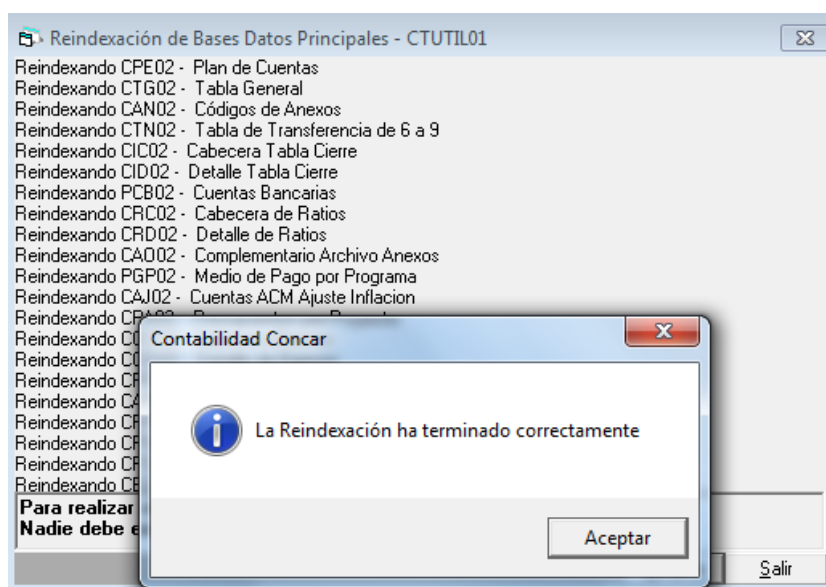 Reindexación de Bases Datos Principales - CTUTIL01
Reindexando CPE02 - Plan de Cuentas
Reindexando CTG02 - Tabla General
Reindexando CAN02 - Códigos de Anexos
Reindexando CTN02 - Tabla de Transferencia de 6 a 9
Reindexando CIC02 - Cabecera Tabla Cierre
Reindexando CID02 - Detalle Tabla Cierre
Reindexando PCB02 - Cuentas Bancarias
Reindexando CRC02 - Cabecera de Ratios
Reindexando CRD02 - Detalle de Ratios
Reindexando CAO02 - Complementario Archivo Anexos
Reindexando PGP02 - Medio de Pago por Programa
Reindexando CAJ02 - Cuentas ACM Ajuste Inflacion
Reindexando
Reindexando
Reindexando
Reindexando
Reindexando
Reindexando
Reindexando
Reindexando
Reindexando
Para realizar
Nadie debe
Contabilidad Concar
La Reindexación ha terminado correctamente
Aceptar
Salir